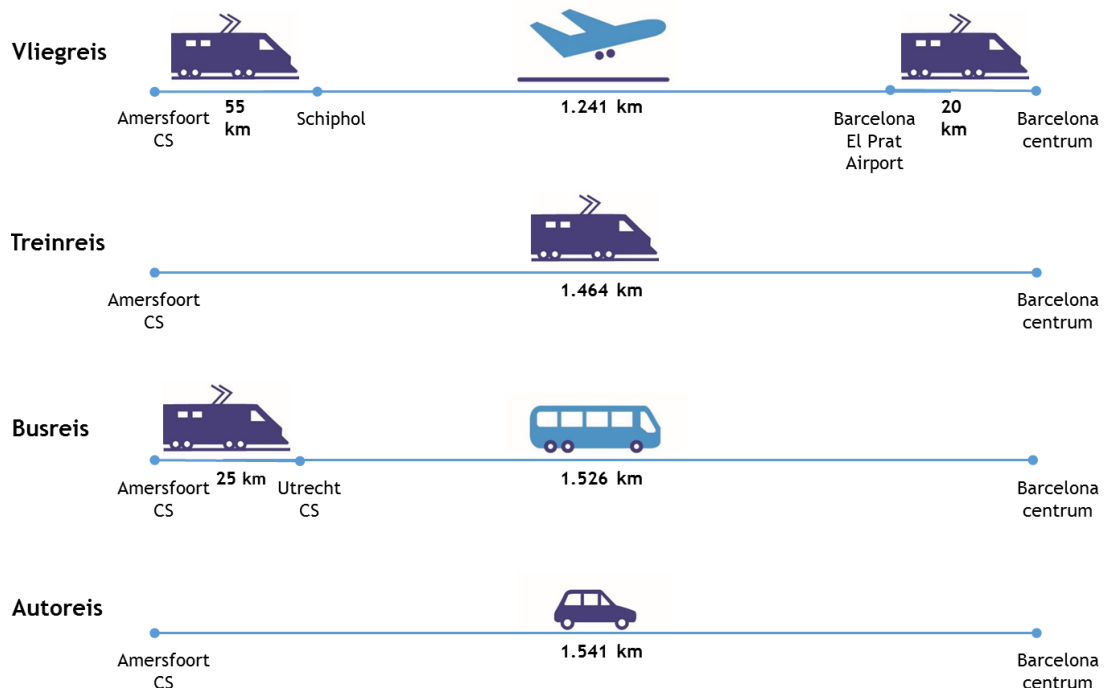 Vliegreis
Amersfoort
CS
55
km
Schiphol
1.241 km
Barcelona
El Prat
Airport
20
km
Barcelona
centrum
Treinreis
Amersfoort
CS
1.464 km
Barcelona
centrum
Busreis
Amersfoort
CS
25 km
Utrecht
CS
1.526 km
Barcelona
centrum
Autoreis
Amersfoort
CS
1.541 km
Barcelona
centrum